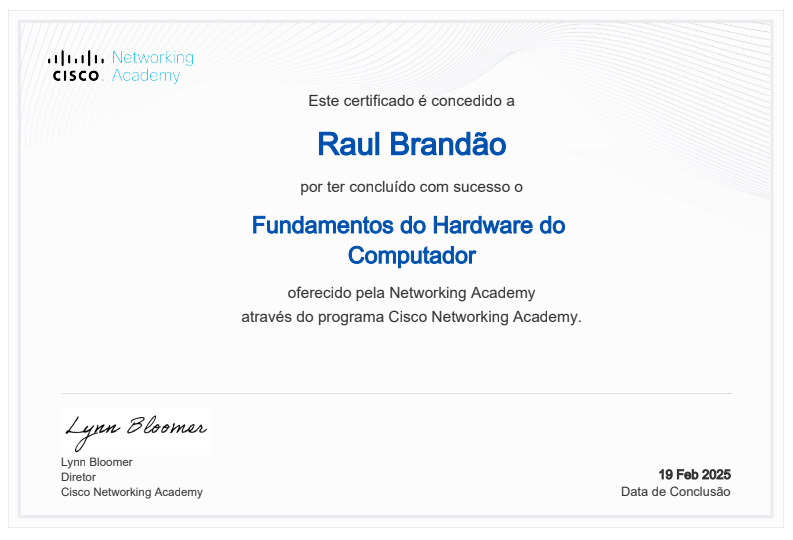 Networking
CISCO Academy
Este certificado é concedido a
Raul Brandão
por ter concluído com sucesso o
Fundamentos do Hardware do
Computador
oferecido pela Networking Academy
através do programa Cisco Networking Academy.
Lynn Bloomer
Lynn Bloomer
Diretor
Cisco Networking Academy
19 Feb 2025
Data de Conclusão